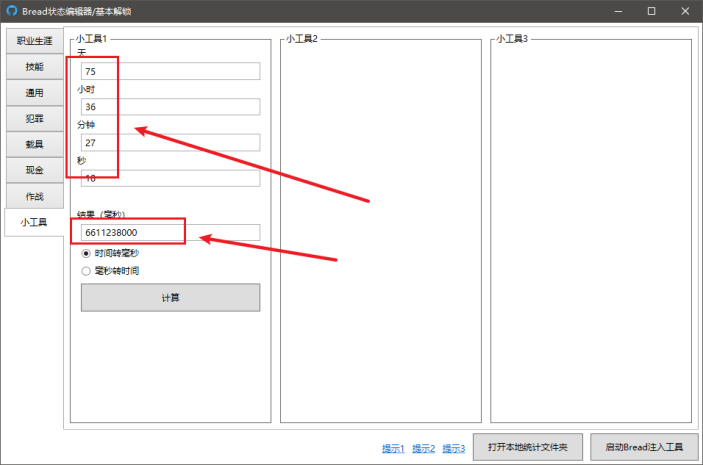 Bread状态编辑器/基本解锁
职业生涯
技能
通用
犯罪
载具
现金
作战
小工具
小工具1
天
75
小时
36
分钟
27
秒
18
结果（毫秒）
6611238000
时间转毫秒
毫秒转时间
计算
小工具2
小工具3
提示1 提示2 提示3
打开本地统计文件夹
启动Bread注入工具